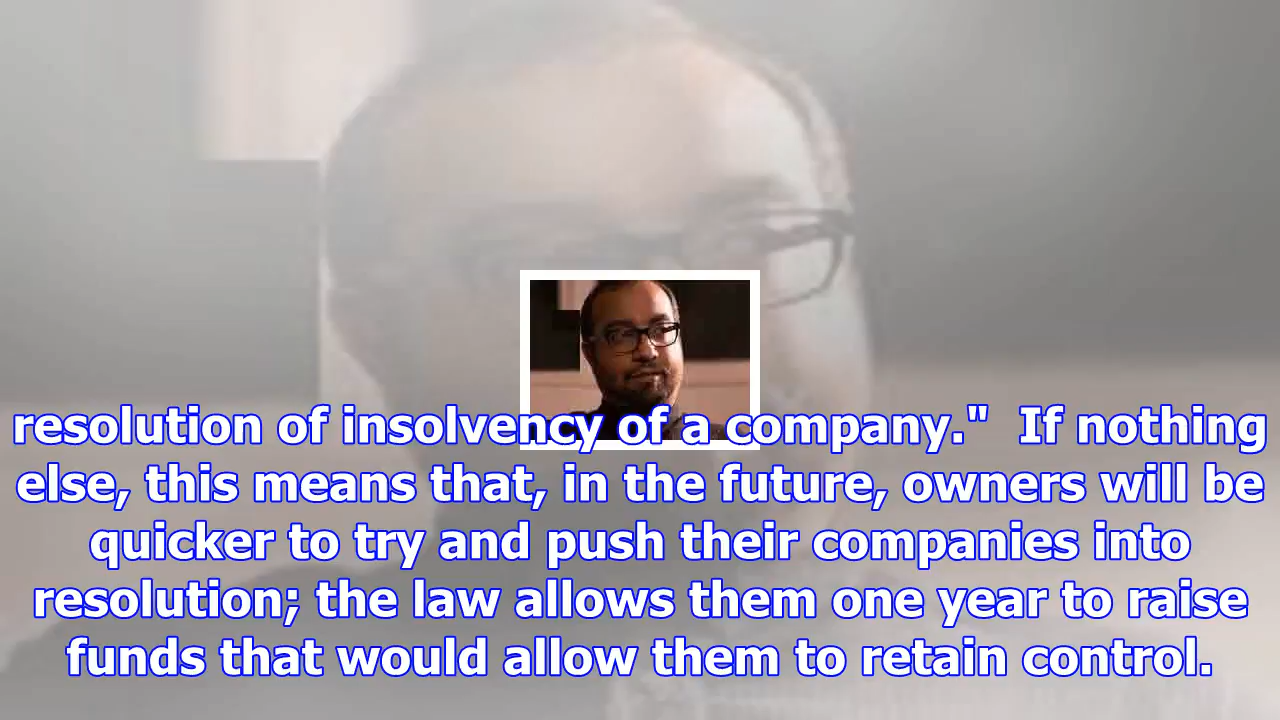 resolution of insolvency of a company."  If nothing
else, this means that, in the future, owners will be
quicker to try and push their companies into
resolution; the law allows them one year to raise
funds that would allow them to retain control.